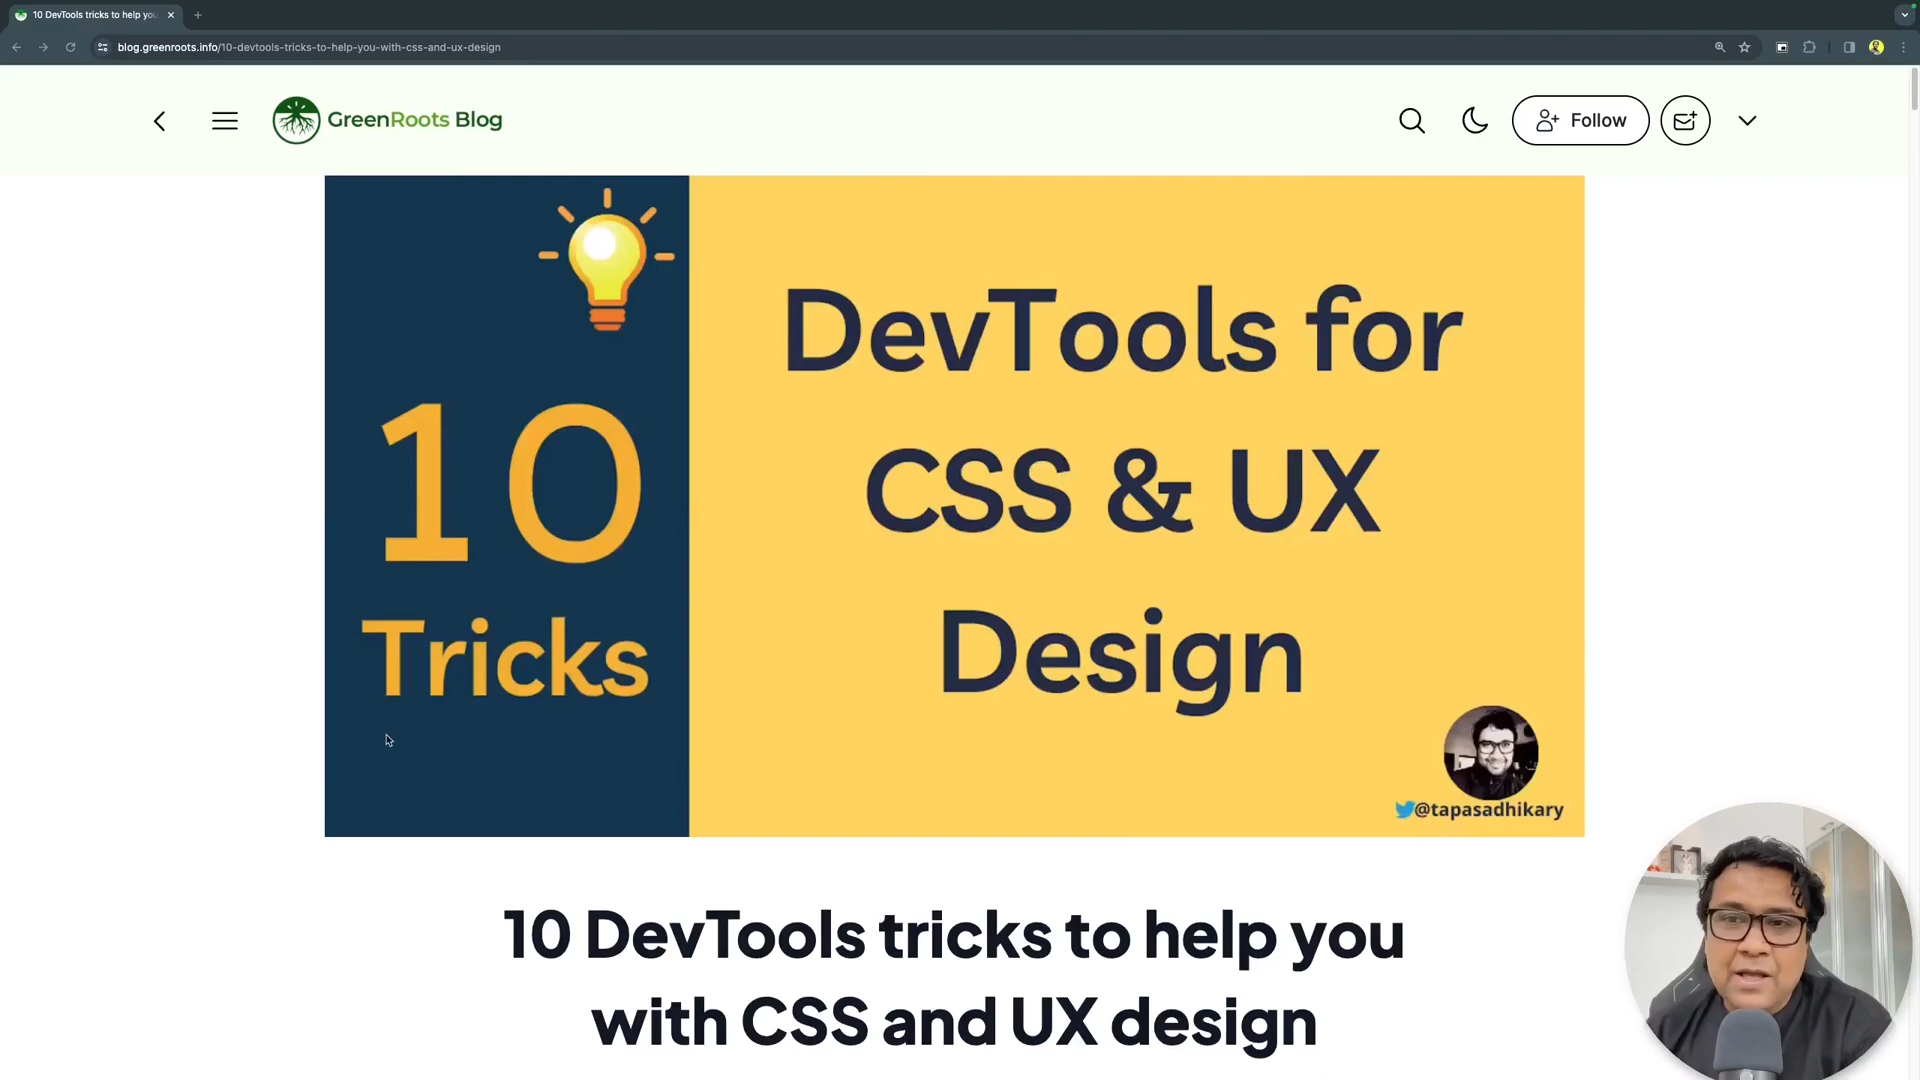 10 DevTools tricks to help you
blog.greenroots.info/10-devtools-tricks-to-help-you-with-css-and-ux-design
GreenRoots Blog
Follow
10
Tricks
DevTools for
CSS & UX
Design
@tapasadhikary
10 DevTools tricks to help you
with CSS and UX design